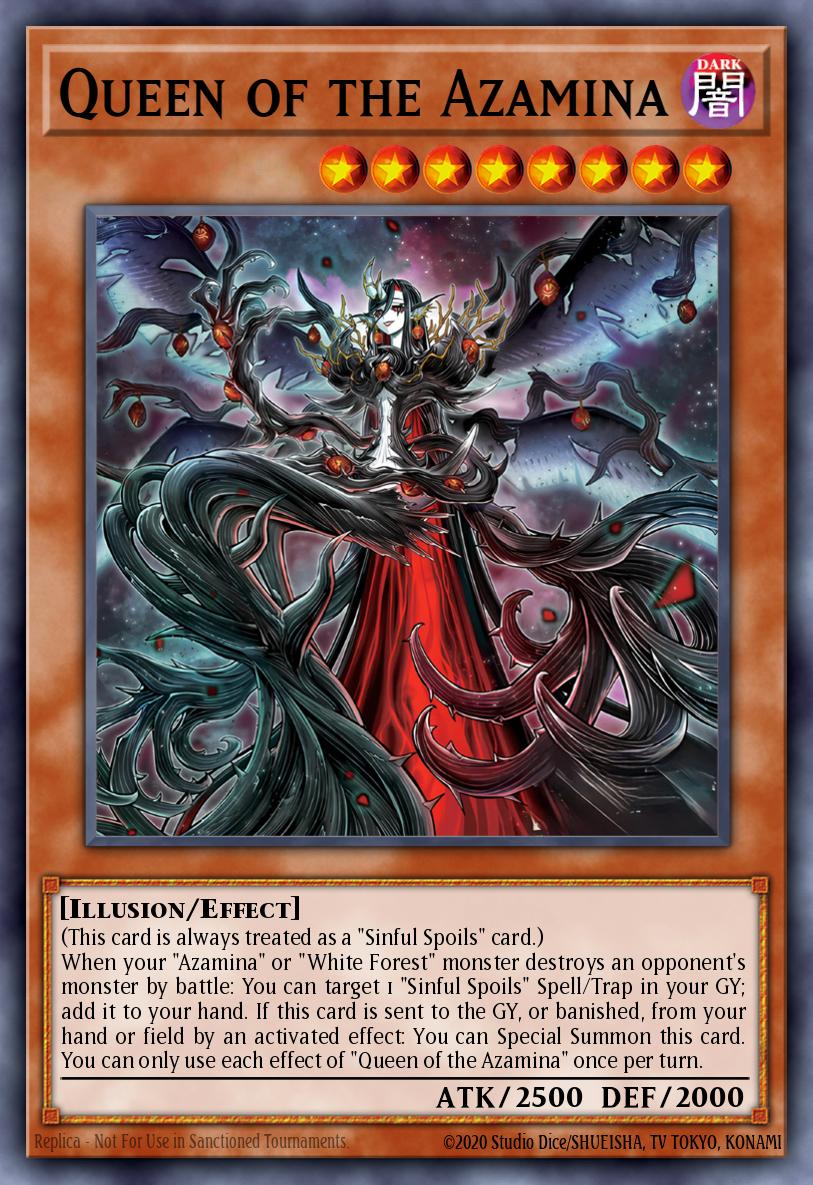 Queen of the Azamina
DARK
闇
[Illusion/Effect]
(This card is always treated as a "Sinful Spoils" card.)
When your "Azamina" or "White Forest" monster destroys an opponent's
monster by battle: You can target 1 "Sinful Spoils" Spell/Trap in your GY;
add it to your hand. If this card is sent to the GY, or banished, from your
hand or field by an activated effect: You can Special Summon this card.
You can only use each effect of "Queen of the Azamina" once per turn.
ATK/2500 DEF/2000
Replica - Not For Use in Sanctioned Tournaments.
©2020 Studio Dice/SHUEISHA, TV TOKYO, KONAMI